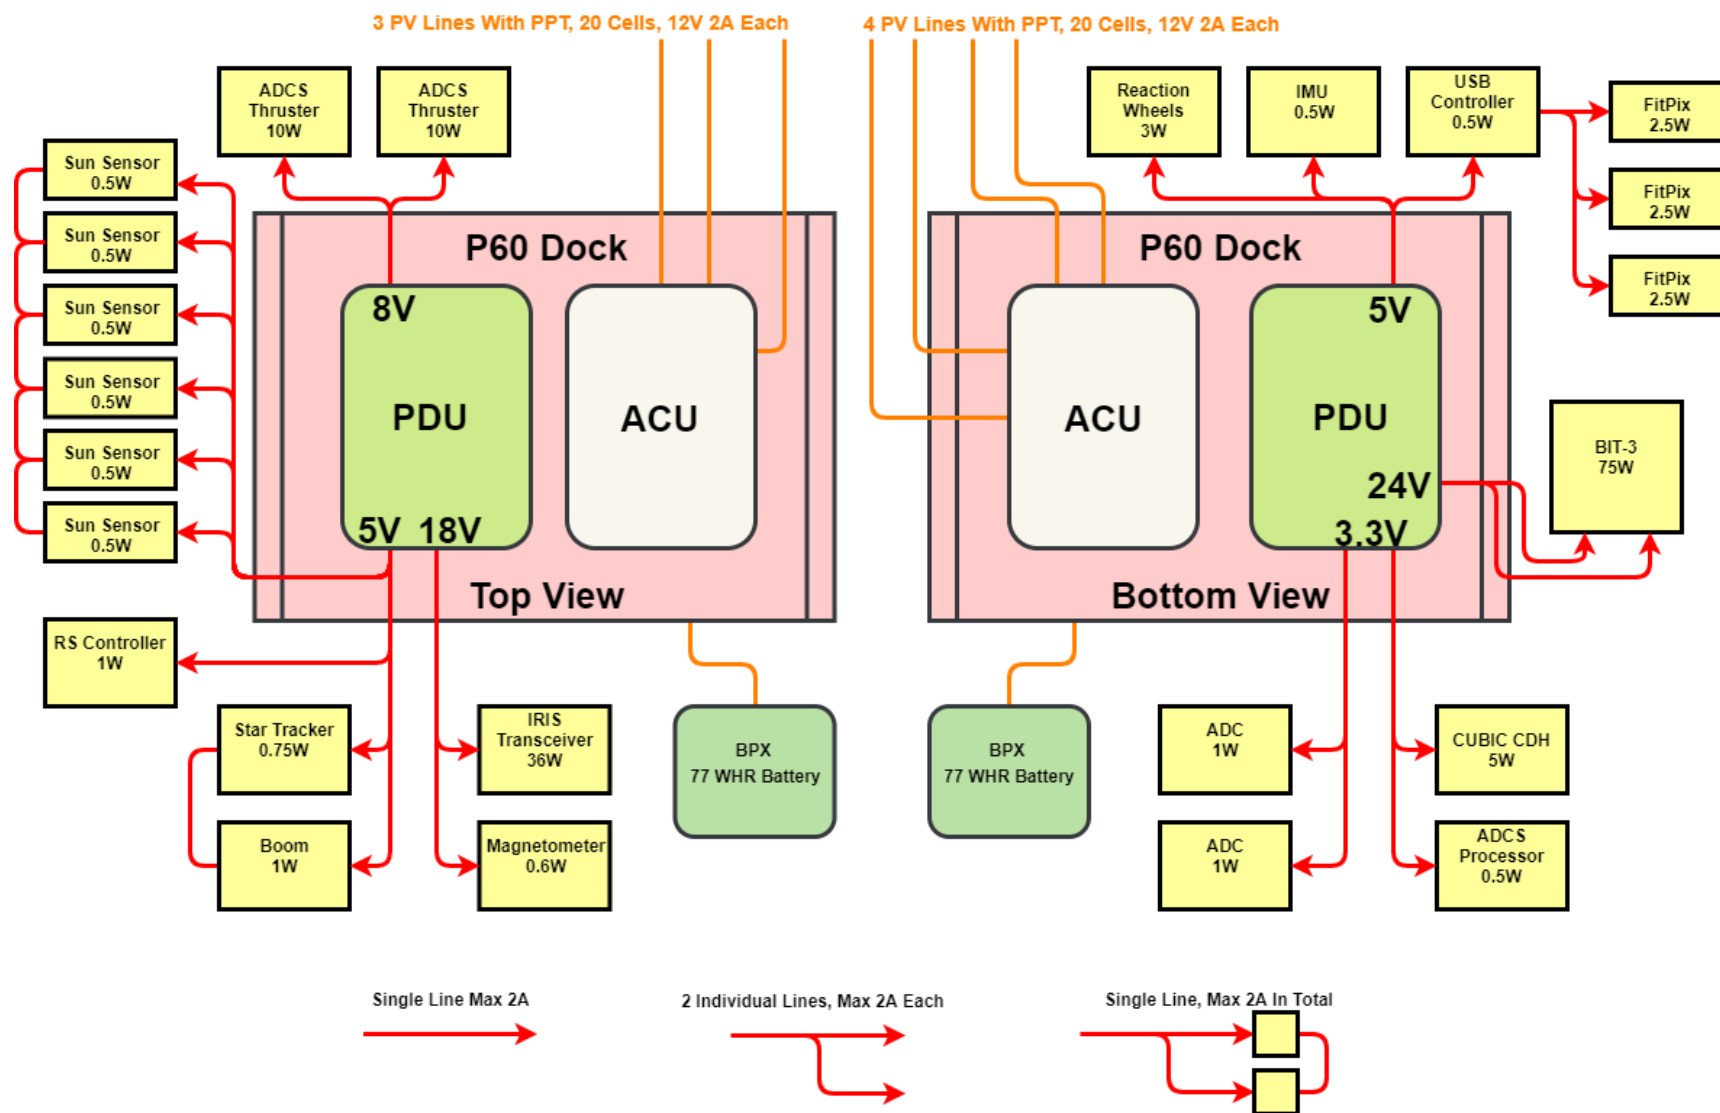 3 PV Lines With PPT, 20 Cells, 12V 2A Each
4 PV Lines With PPT, 20 Cells, 12V 2A Each
ADCS
Thruster
10W
ADCS
Thruster
10W
Reaction
Wheels
3W
IMU
0.5W
USB
Controller
0.5W
FitPix
2.5W
FitPix
2.5W
FitPix
2.5W
Sun Sensor
0.5W
Sun Sensor
0.5W
Sun Sensor
0.5W
Sun Sensor
0.5W
Sun Sensor
0.5W
Sun Sensor
0.5W
P60 Dock
8V
PDU
ACU
5V
18V
Top View
P60 Dock
5V
ACU
PDU
24V
3.3V
Bottom View
BIT-3
75W
RS Controller
1W
Star Tracker
0.75W
Boom
1W
IRIS
Transceiver
36W
Magnetometer
0.6W
BPX
77 WHR Battery
BPX
77 WHR Battery
ADC
1W
ADC
1W
CUBIC CDH
5W
ADCS
Processor
0.5W
Single Line Max 2A
2 Individual Lines, Max 2A Each
Single Line, Max 2A In Total